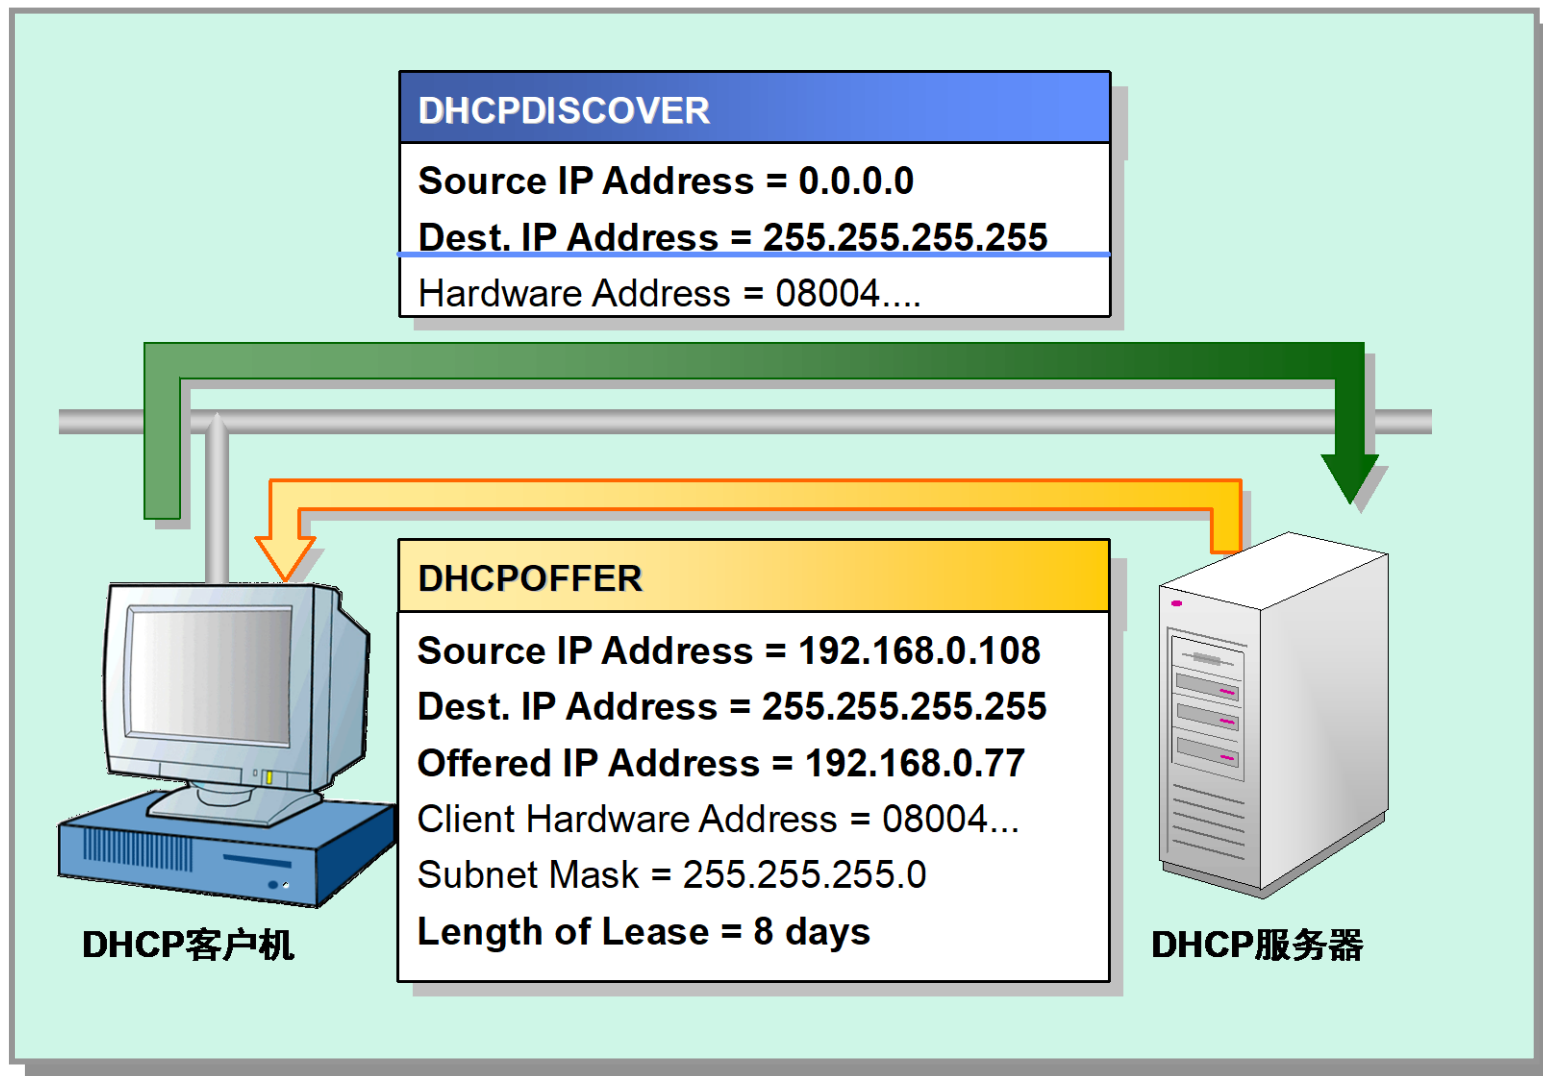 DHCPDISCOVER
Source IP Address = 0.0.0.0
Dest. IP Address = 255.255.255.255
Hardware Address = 08004....
DHCPOFFER
Source IP Address = 192.168.0.108
Dest. IP Address = 255.255.255.255
Offered IP Address = 192.168.0.77
Client Hardware Address = 08004...
Subnet Mask = 255.255.255.0
Length of Lease = 8 days
DHCP客户机
DHCP服务器